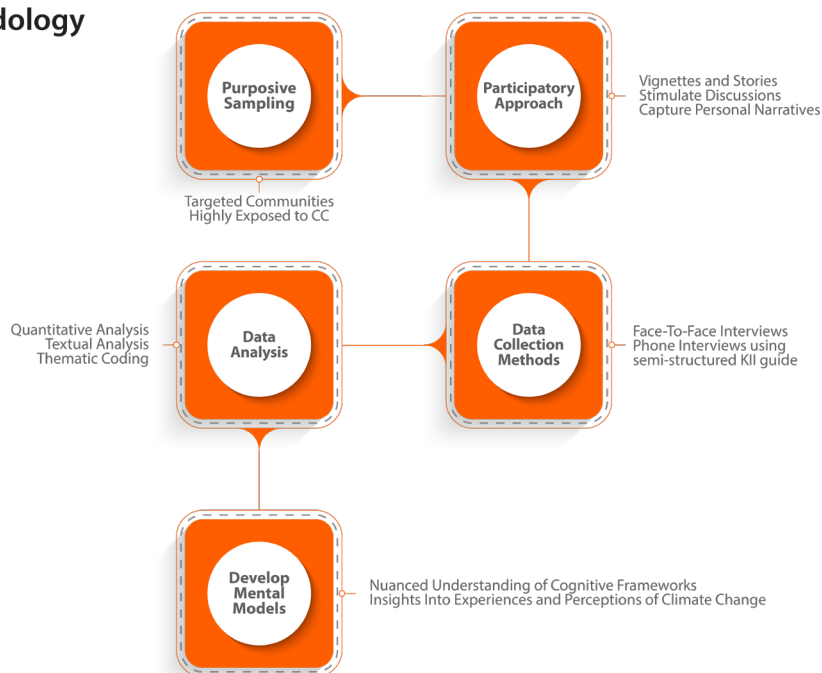 dology
Purposive
Sampling
Targeted Communities
Highly Exposed to CC
Participatory
Approach
Vignettes and Stories
Stimulate Discussions
Capture Personal Narratives
Data
Collection
Methods
Face-To-Face Interviews
Phone Interviews using
semi-structured KII guide
Data
Analysis
Quantitative Analysis
Textual Analysis
Thematic Coding
Develop
Mental
Models
Nuanced Understanding of Cognitive Frameworks
Insights Into Experiences and Perceptions of Climate Change